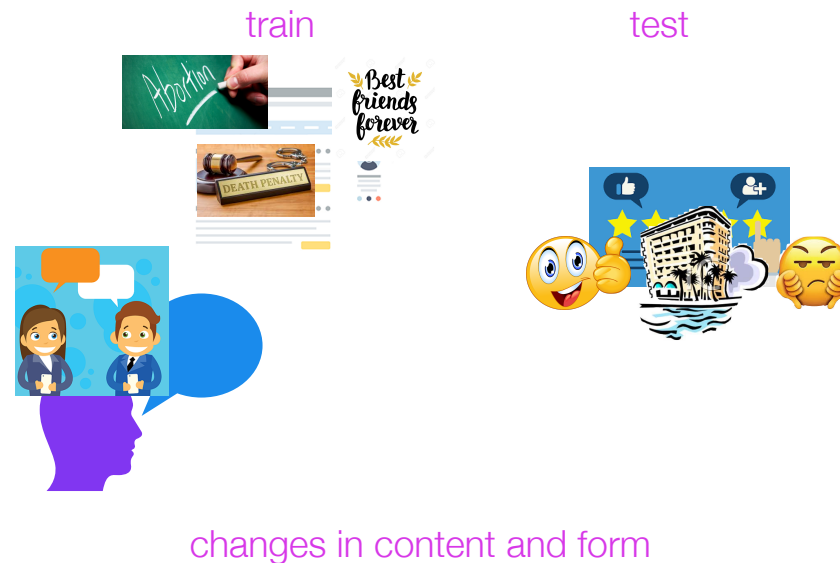 train
test
Abortion
Best
friends
forever
DEATH PENALTY
changes in content and form